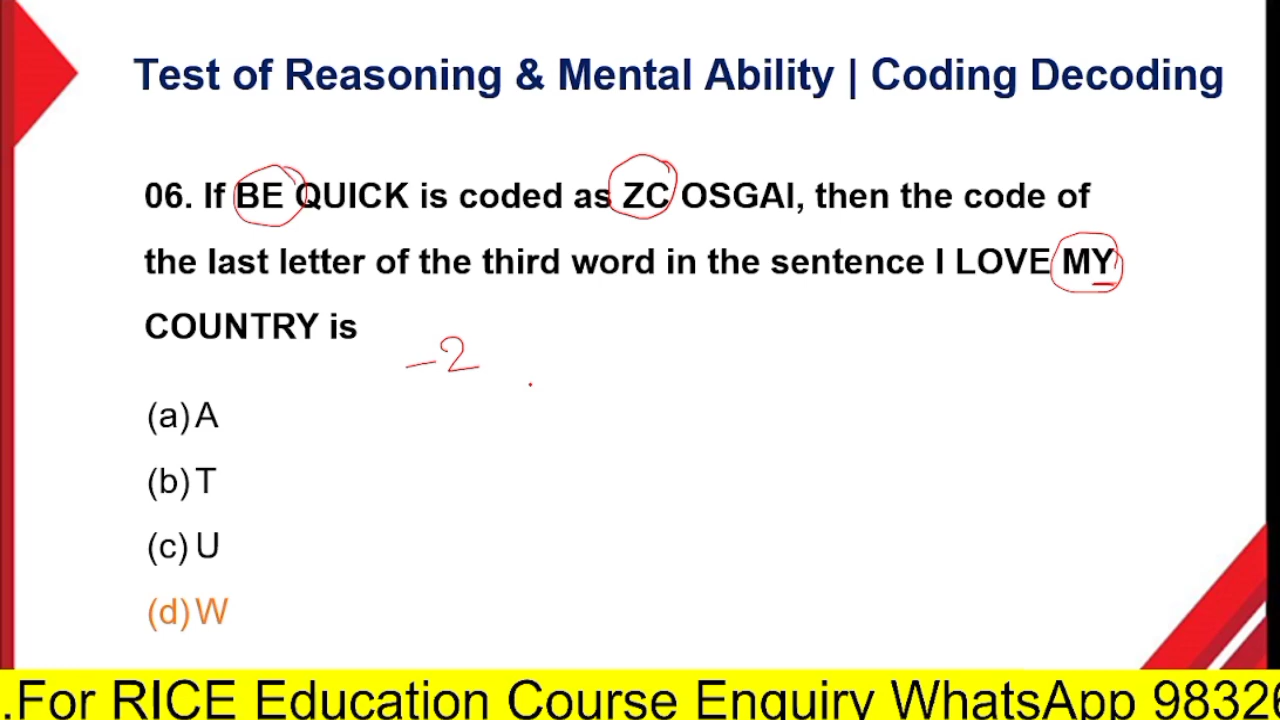 Test of Reasoning & Mental Ability | Coding Decoding
06. If BE QUICK is coded as ZC OSGAI, then the code of
the last letter of the third word in the sentence I LOVE MY
COUNTRY is
-2
(a) A
(b) T
(c) U
(d) W
.For RICE Education Course Enquiry WhatsApp 98326